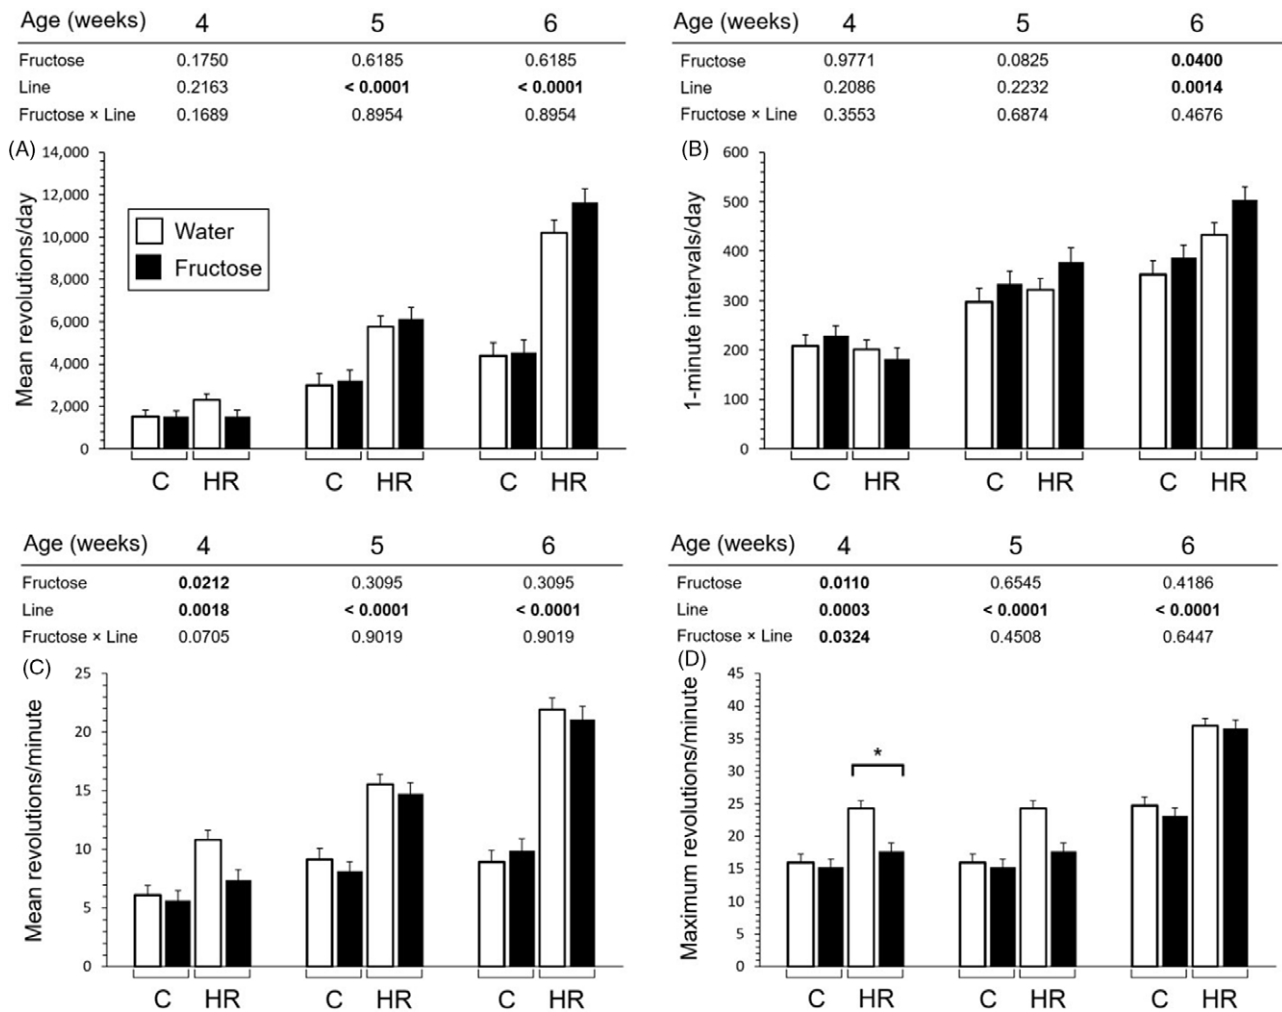 Age (weeks) 4 5 6
Fructose 0.1750 0.6185 0.6185
Line 0.2163 < 0.0001 < 0.0001
Fructose × Line 0.1689 0.8954 0.8954
(A)
Mean revolutions/day
14,000
12,000
10,000
8,000
6,000
4,000
2,000
0
Water
Fructose
C HR C HR C HR
Age (weeks) 4 5 6
Fructose 0.9771 0.0825 0.0400
Line 0.2086 0.2232 0.0014
Fructose × Line 0.3553 0.6874 0.4676
(B)
1-minute intervals/day
600
500
400
300
200
100
0
C HR C HR C HR
Age (weeks) 4 5 6
Fructose 0.0212 0.3095 0.3095
Line 0.0018 < 0.0001 < 0.0001
Fructose × Line 0.0705 0.9019 0.9019
(C)
Mean revolutions/minute
25
20
15
10
5
0
C HR C HR C HR
Age (weeks) 4 5 6
Fructose 0.0110 0.6545 0.4186
Line 0.0003 < 0.0001 < 0.0001
Fructose × Line 0.0324 0.4508 0.6447
(D)
Maximum revolutions/minute
45
40
35
30
25
20
15
10
5
0
*
C HR C HR C HR